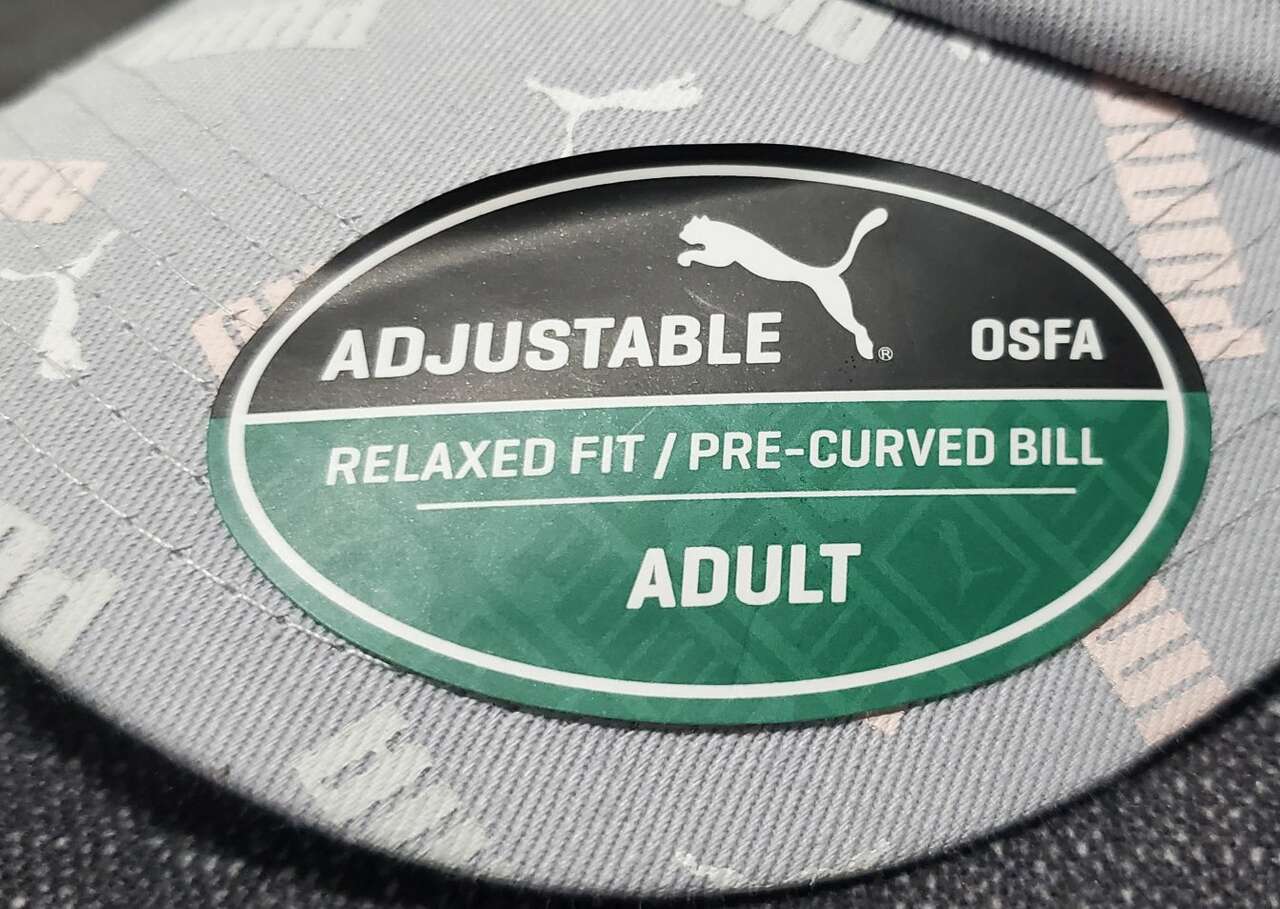 ADJUSTABLE
®
OSFA
RELAXED FIT / PRE-CURVED BILL
ADULT